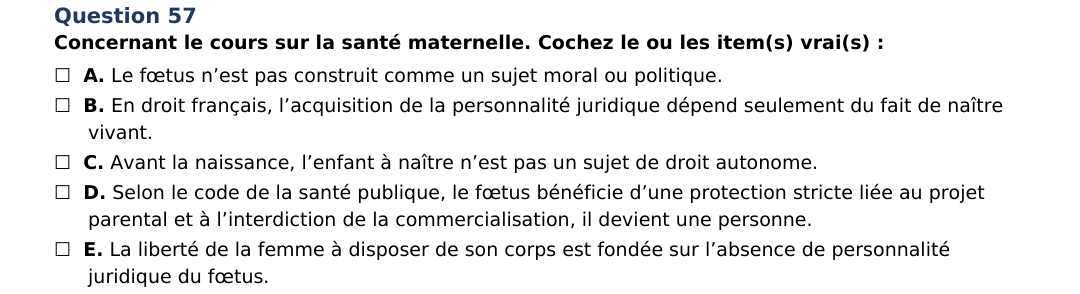 Question 57
Concernant le cours sur la santé maternelle. Cochez le ou les item(s) vrai(s) :
☐ A. Le fœtus n’est pas construit comme un sujet moral ou politique.
☐ B. En droit français, l’acquisition de la personnalité juridique dépend seulement du fait de naître
vivant.
☐ C. Avant la naissance, l’enfant à naître n’est pas un sujet de droit autonome.
☐ D. Selon le code de la santé publique, le fœtus bénéficie d’une protection stricte liée au projet
parental et à l’interdiction de la commercialisation, il devient une personne.
☐ E. La liberté de la femme à disposer de son corps est fondée sur l’absence de personnalité
juridique du fœtus.